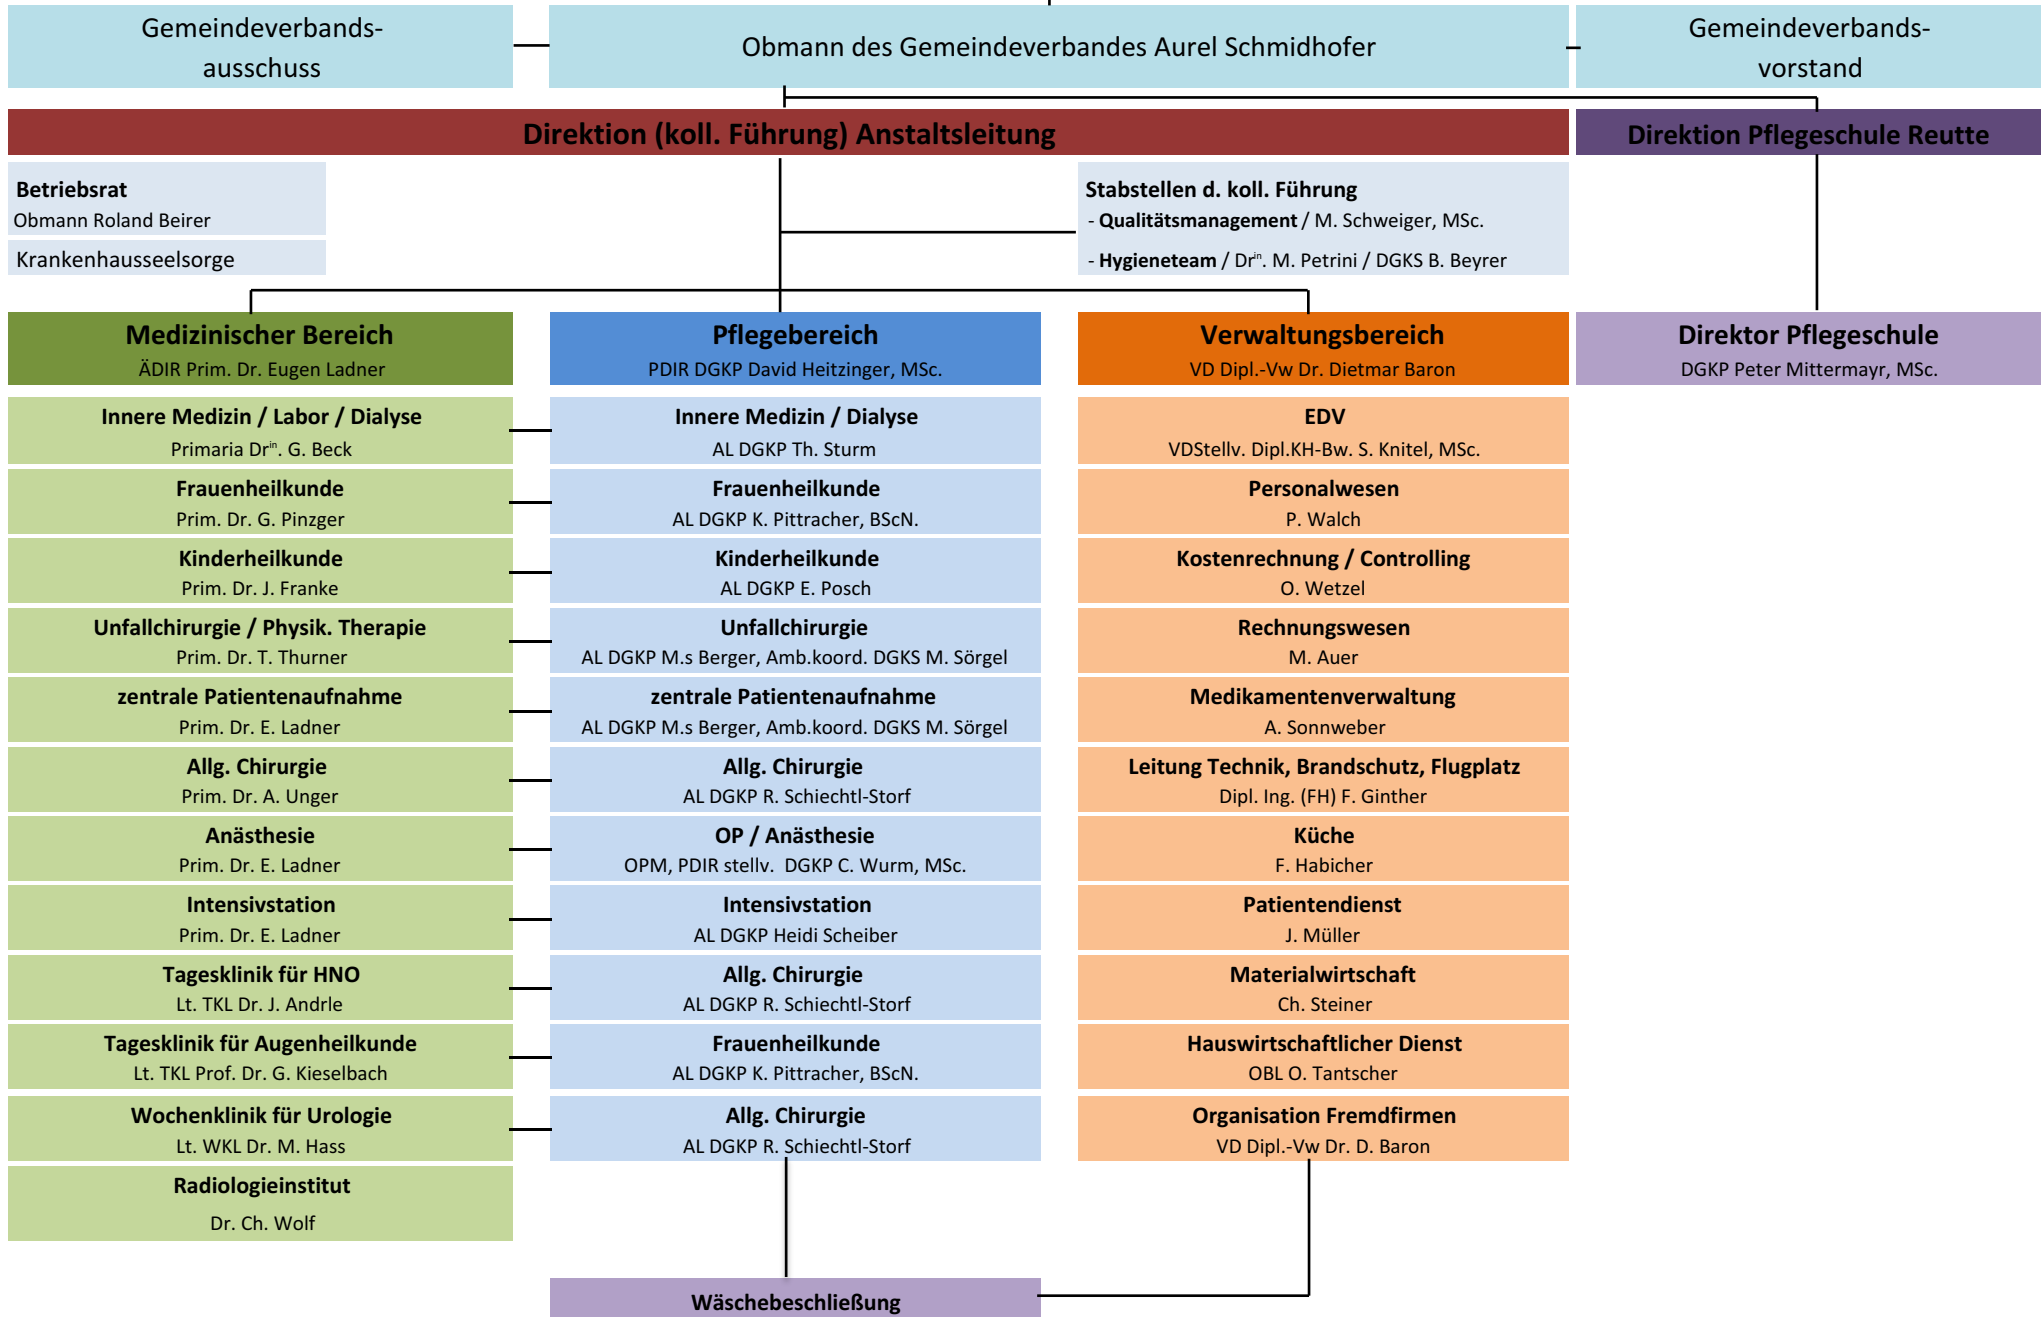 Gemeindeverbands-
ausschuss
Obmann des Gemeindeverbandes Aurel Schmidhofer
Gemeindeverbands-
vorstand
Direktion (koll. Führung) Anstaltsleitung
Direktion Pflegeschule Reutte
Betriebsrat
Obmann Roland Beirer
Krankenhausseelsorge
Stabstellen d. koll. Führung
- Qualitätsmanagement / M. Schweiger, MSc.
- Hygieneteam / Drin. M. Petrini / DGKS B. Beyrer
Medizinischer Bereich
ÄDIR Prim. Dr. Eugen Ladner
Pflegebereich
PDIR DGKP David Heitzinger, MSc.
Verwaltungsbereich
VD Dipl.-Vw Dr. Dietmar Baron
Direktor Pflegeschule
DGKP Peter Mittermayr, MSc.
Innere Medizin / Labor / Dialyse
Primaria Drin. G. Beck
Frauenheilkunde
Prim. Dr. G. Pinzger
Kinderheilkunde
Prim. Dr. J. Franke
Unfallchirurgie / Physik. Therapie
Prim. Dr. T. Thurner
zentrale Patientenaufnahme
Prim. Dr. E. Ladner
Allg. Chirurgie
Prim. Dr. A. Unger
Anästhesie
Prim. Dr. E. Ladner
Intensivstation
Prim. Dr. E. Ladner
Tagesklinik für HNO
Lt. TKL Dr. J. Andrle
Tagesklinik für Augenheilkunde
Lt. TKL Prof. Dr. G. Kieselbach
Wochenklinik für Urologie
Lt. WKL Dr. M. Hass
Radiologieinstitut
Dr. Ch. Wolf
Innere Medizin / Dialyse
AL DGKP Th. Sturm
Frauenheilkunde
AL DGKP K. Pittracher, BScN.
Kinderheilkunde
AL DGKP E. Posch
Unfallchirurgie
AL DGKP M.s Berger, Amb.koord. DGKS M. Sörgel
zentrale Patientenaufnahme
AL DGKP M.s Berger, Amb.koord. DGKS M. Sörgel
Allg. Chirurgie
AL DGKP R. Schiechtl-Storf
OP / Anästhesie
OPM, PDIR stellv. DGKP C. Wurm, MSc.
Intensivstation
AL DGKP Heidi Scheiber
Allg. Chirurgie
AL DGKP R. Schiechtl-Storf
Frauenheilkunde
AL DGKP K. Pittracher, BScN.
Allg. Chirurgie
AL DGKP R. Schiechtl-Storf
EDV
VDStellv. Dipl.KH-Bw. S. Knitel, MSc.
Personalwesen
P. Walch
Kostenrechnung / Controlling
O. Wetzel
Rechnungswesen
M. Auer
Medikamentenverwaltung
A. Sonnweber
Leitung Technik, Brandschutz, Flugplatz
Dipl. Ing. (FH) F. Ginther
Küche
F. Habicher
Patientendienst
J. Müller
Materialwirtschaft
Ch. Steiner
Hauswirtschaftlicher Dienst
OBL O. Tantscher
Organisation Fremdfirmen
VD Dipl.-Vw Dr. D. Baron
Wäschebeschließung